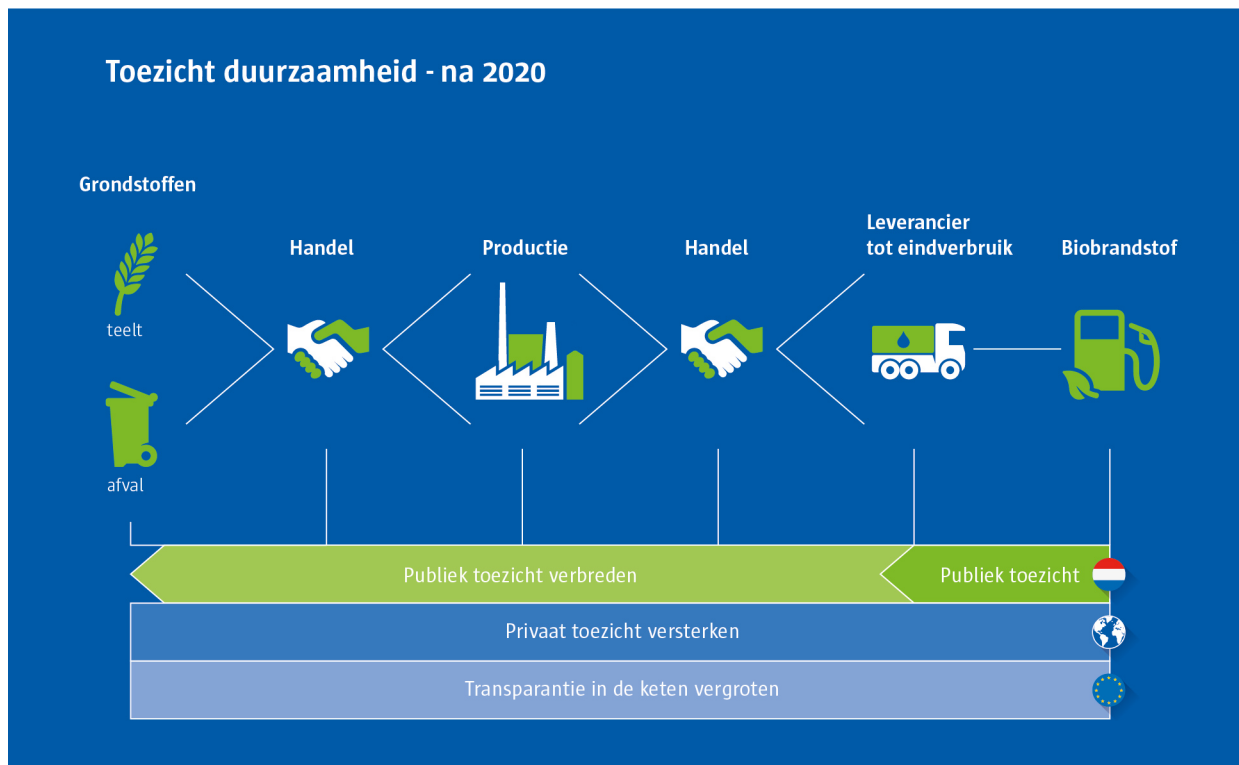 Toezicht duurzaamheid - na 2020
Grondstoffen
teelt
afval
Handel
Productie
Handel
Leverancier
tot eindverbruik
Biobrandstof
Publiek toezicht verbreden
Publiek toezicht
Privaat toezicht versterken
Transparantie in de keten vergroten